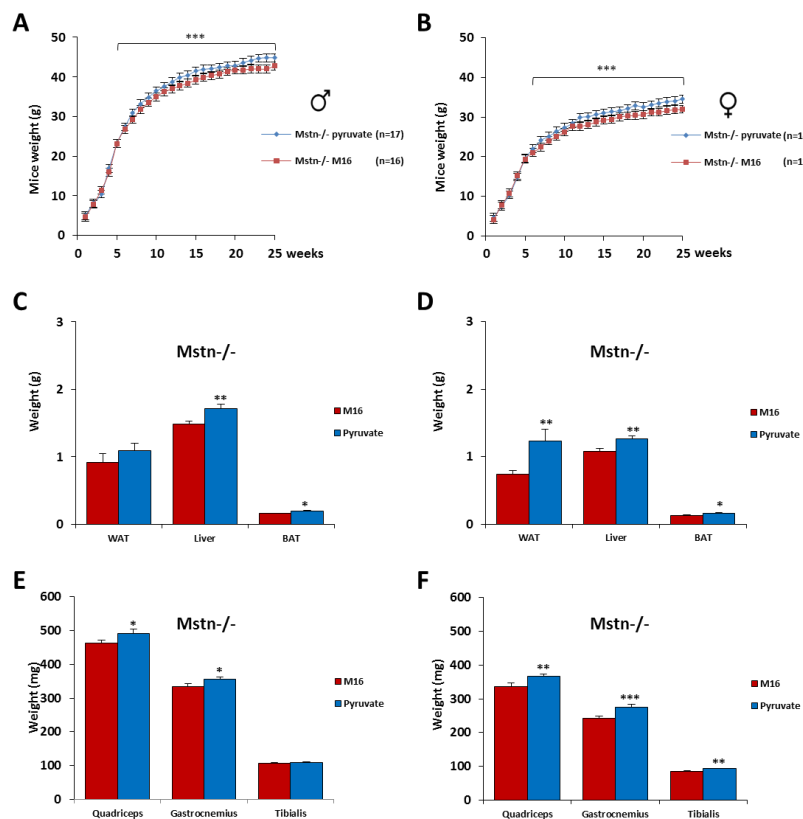 A
***
50
40
30
20
10
0
Mice weight (g)
♂
Mstn-/- pyruvate (n=17)
Mstn-/- M16 (n=16)
0 5 10 15 20 25 weeks
B
***
50
40
30
20
10
0
Mice weight (g)
♀
Mstn-/- pyruvate (n=1
Mstn-/- M16 (n=1
0 5 10 15 20 25 weeks
C
Mstn-/-
3
2
1
0
Weight (g)
**
*
M16
Pyruvate
WAT Liver BAT
D
Mstn-/-
3
2
1
0
Weight (g)
**
**
*
M16
Pyruvate
WAT Liver BAT
E
Mstn-/-
600
500
400
300
200
100
0
Weight (mg)
*
*
M16
Pyruvate
Quadriceps Gastrocnemius Tibialis
F
Mstn-/-
600
500
400
300
200
100
0
Weight (mg)
**
***
**
M16
Pyruvate
Quadriceps Gastrocnemius Tibialis